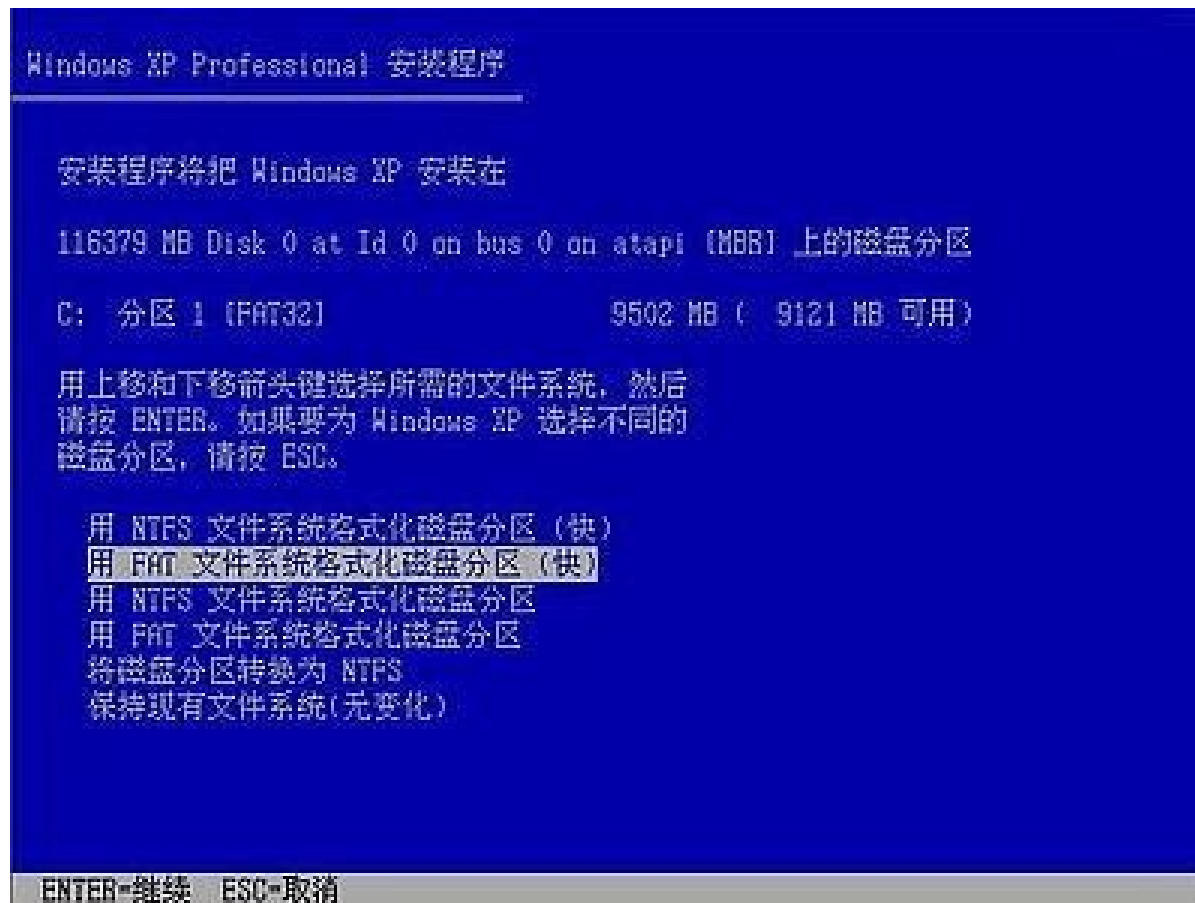 Windows XP Professional 安装程序
安装程序将把 Windows XP 安装在
116379 MB Disk 0 at Id 0 on bus 0 on atapi [MBR] 上的磁盘分区
C: 分区 1 [FAT32] 9502 MB ( 9121 MB 可用)
用上移和下移箭头键选择所需的文件系统，然后
请按 ENTER。如果要为 Windows XP 选择不同的
磁盘分区，请按 ESC。
用 NTFS 文件系统格式化磁盘分区 (快)
用 FAT 文件系统格式化磁盘分区 (快)
用 NTFS 文件系统格式化磁盘分区
用 FAT 文件系统格式化磁盘分区
将磁盘分区转换为 NTFS
保持现有文件系统(无变化)
ENTER=继续 ESC=取消